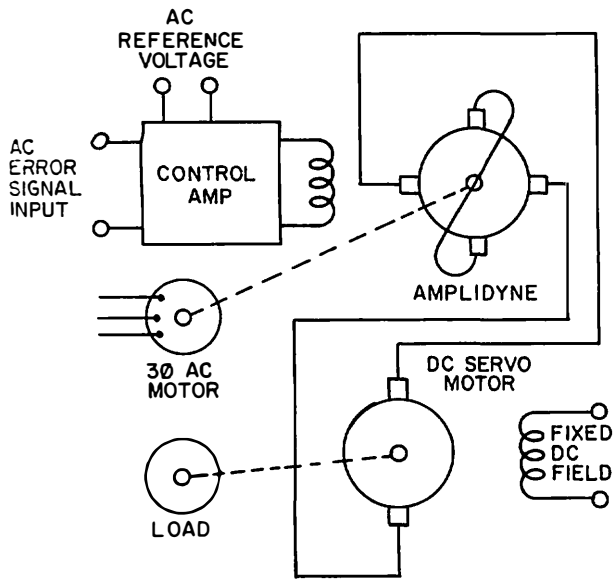 AC
REFERENCE
VOLTAGE
AC
ERROR
SIGNAL
INPUT
CONTROL
AMP
AMPLIDYNE
3Ø AC
MOTOR
DC SERVO
MOTOR
FIXED
DC
FIELD
LOAD